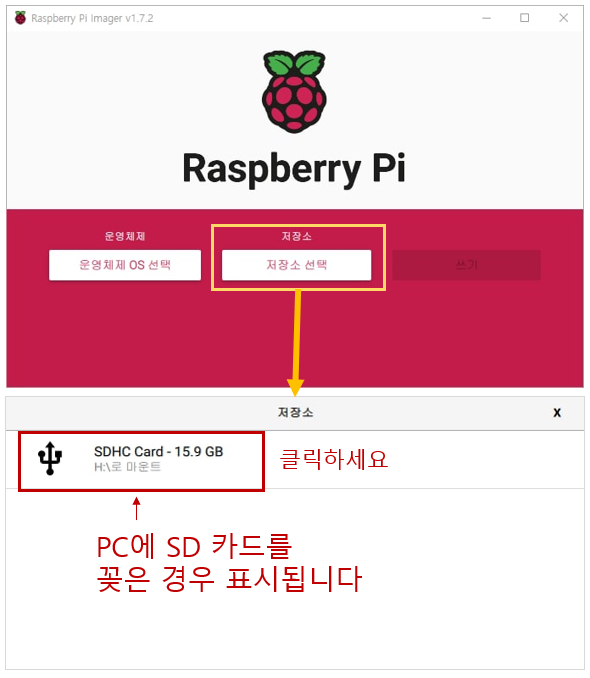 Raspberry Pi Imager v1.7.2
Raspberry Pi
운영체제
저장소
운영체제 OS 선택
저장소 선택
쓰기
저장소
x
SDHC Card - 15.9 GB
H:\로 마운트
클릭하세요
PC에 SD 카드를
꽂은 경우 표시됩니다